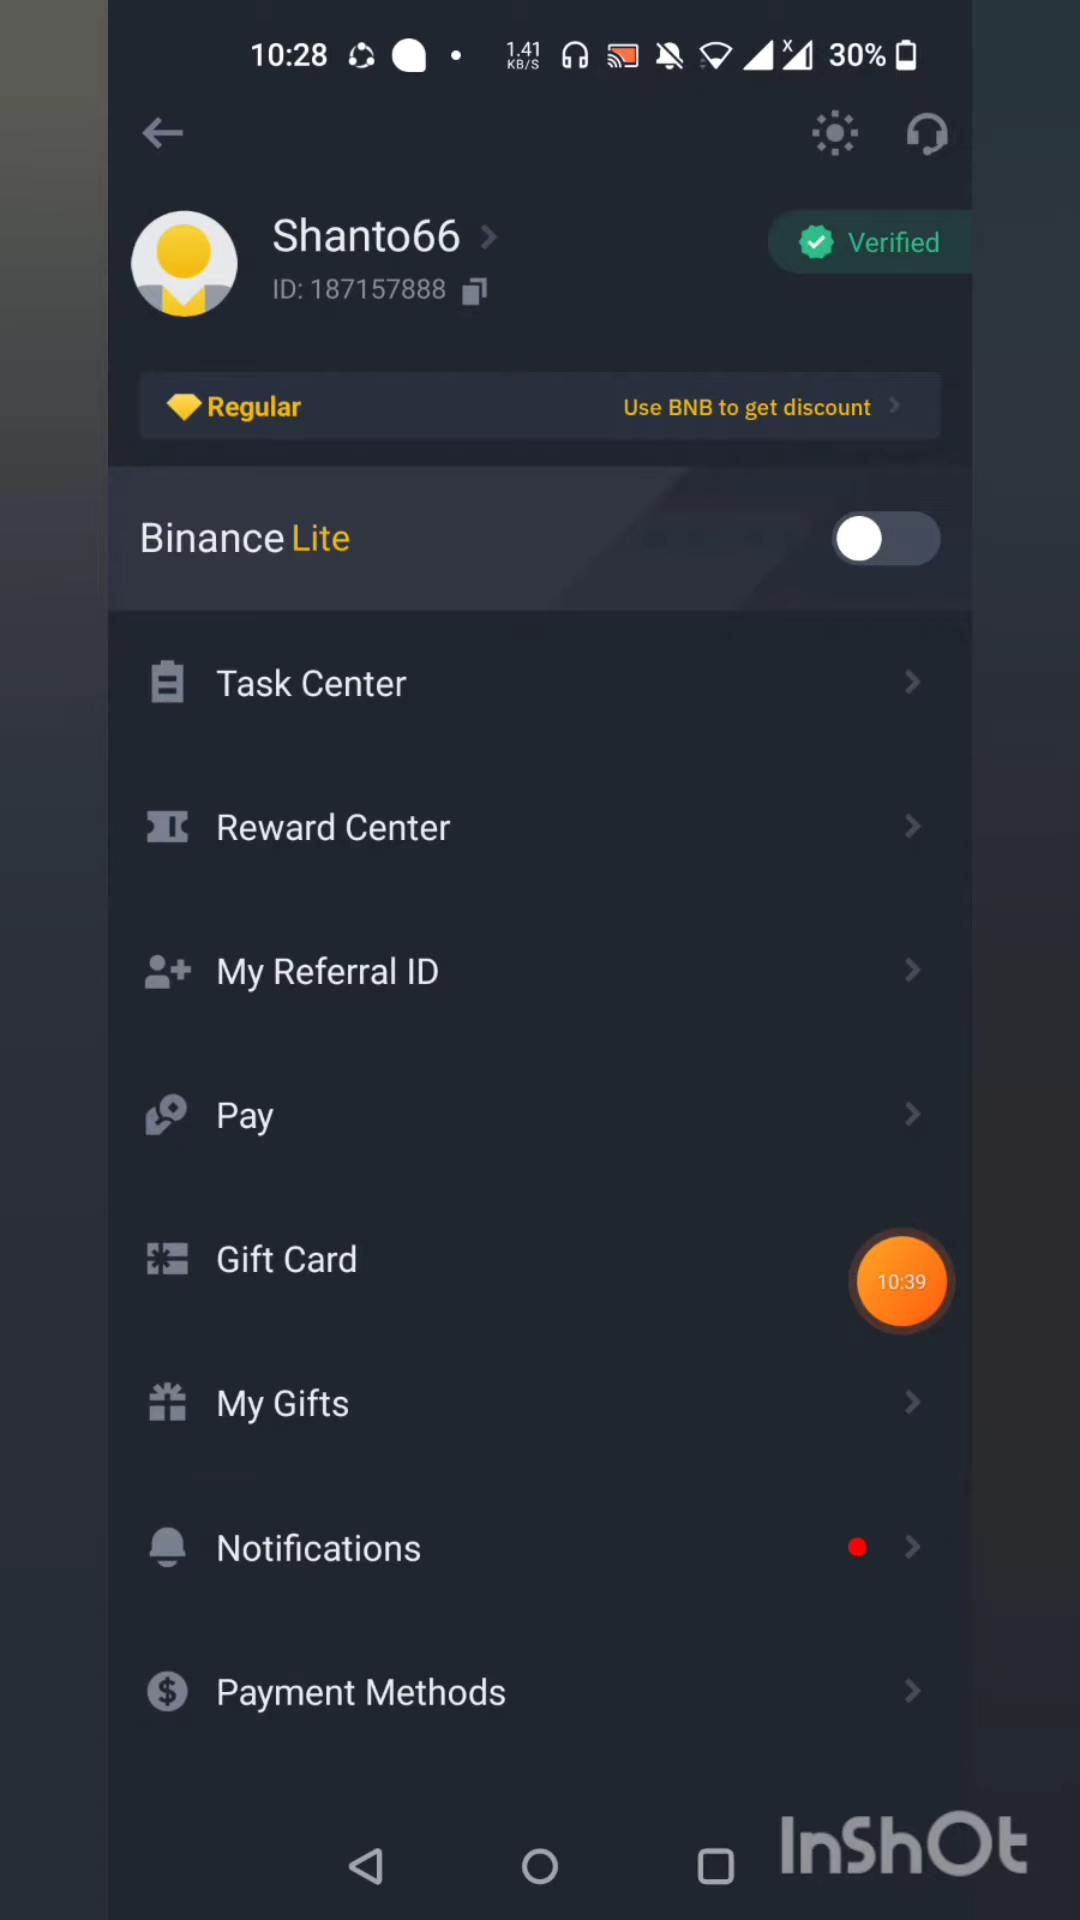 10:28 1.41 KB/S 30%
Shanto66
Verified
ID: 187157888
Regular Use BNB to get discount
Binance Lite
Task Center
Reward Center
My Referral ID
Pay
Gift Card
10:39
My Gifts
Notifications
Payment Methods
InShOt